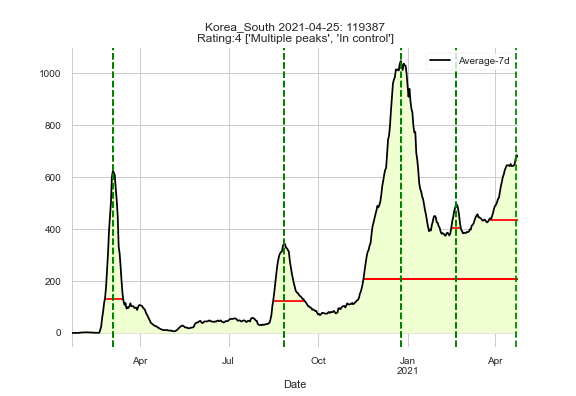 Korea_South 2021-04-25: 119387
Rating:4 ['Multiple peaks', 'In control']
Average-7d
1000
800
600
400
200
0
Apr
Jul
Oct
Jan
2021
Apr
Date